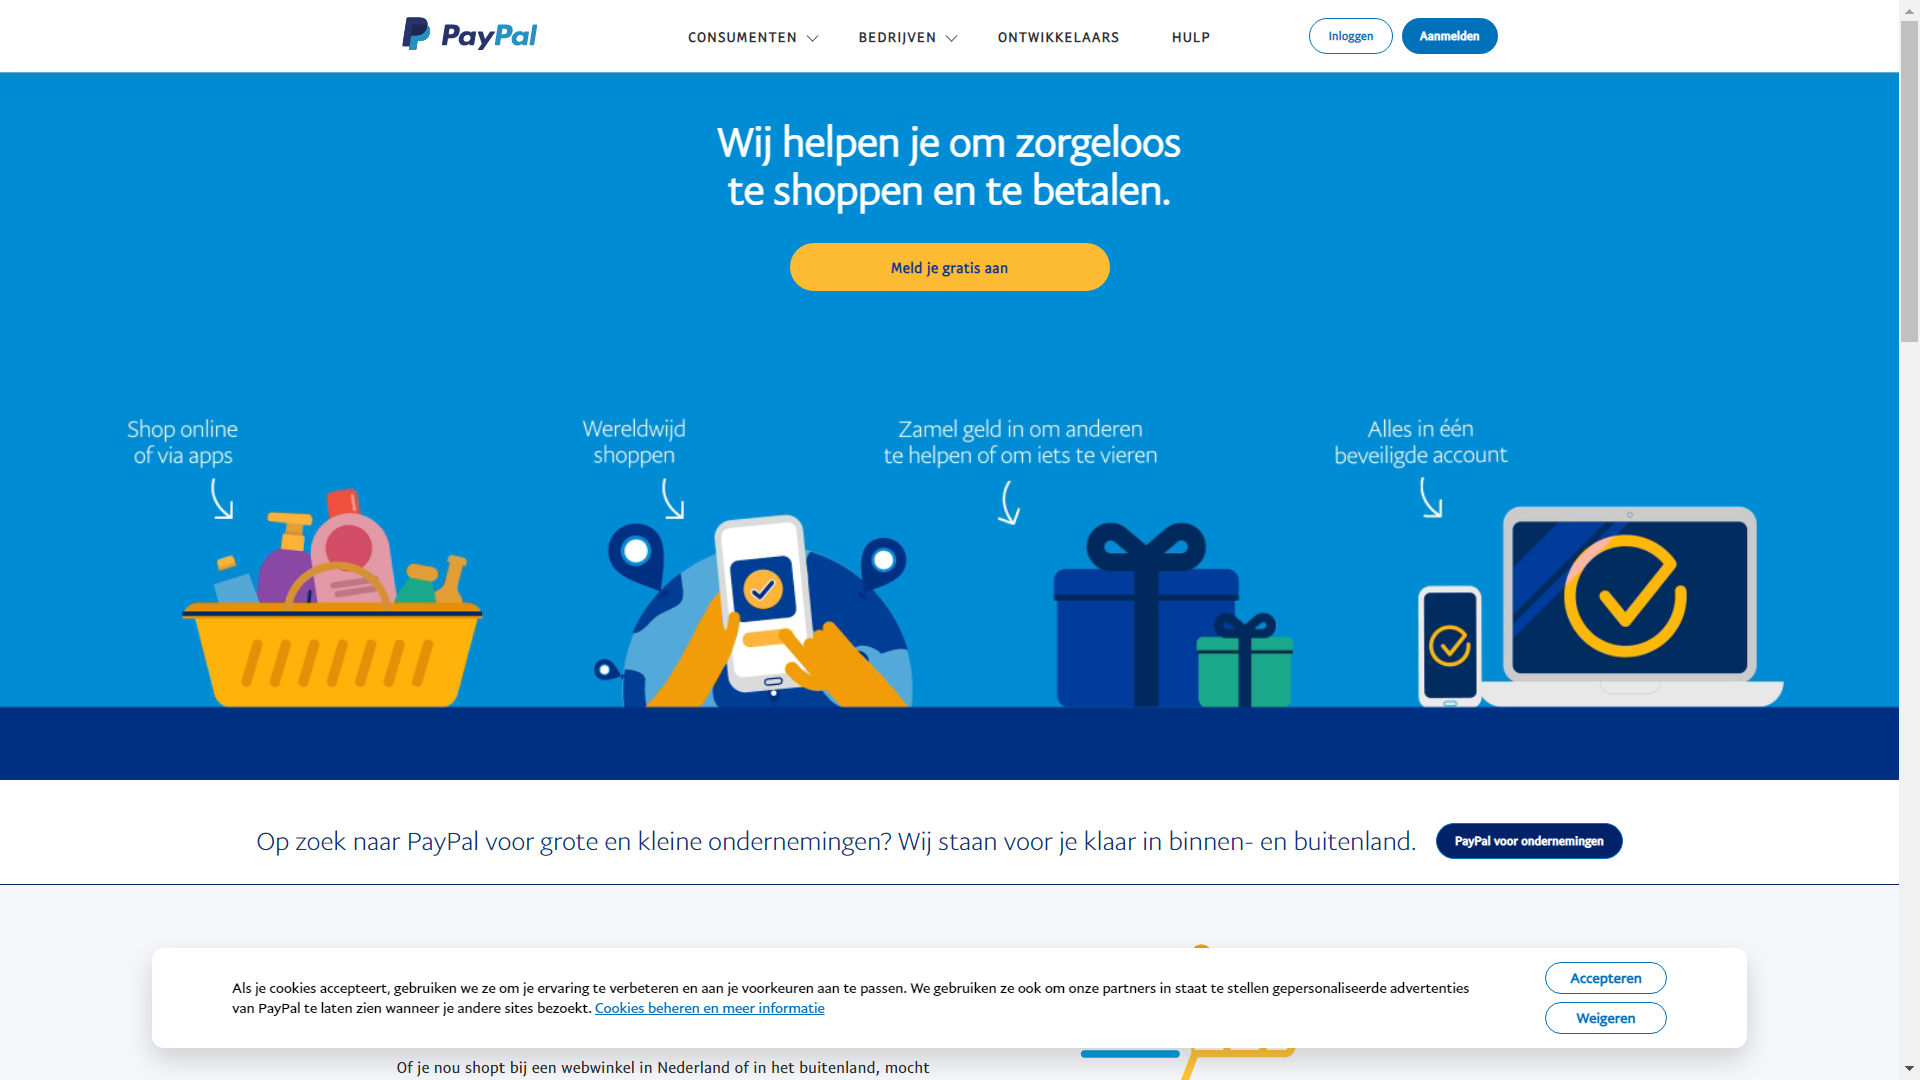 PayPal
CONSUMENTEN
BEDRIJVEN
ONTWIKKELAARS
HULP
Inloggen
Aanmelden
Wij helpen je om zorgeloos
te shoppen en te betalen.
Meld je gratis aan
Shop online
of via apps
Wereldwijd
shoppen
Zamel geld in om anderen
te helpen of om iets te vieren
Alles in één
beveiligde account
Op zoek naar PayPal voor grote en kleine ondernemingen? Wij staan voor je klaar in binnen- en buitenland.
PayPal voor ondernemingen
Als je cookies accepteert, gebruiken we ze om je ervaring te verbeteren en aan je voorkeuren aan te passen. We gebruiken ze ook om onze partners in staat te stellen gepersonaliseerde advertenties
van PayPal te laten zien wanneer je andere sites bezoekt. Cookies beheren en meer informatie
Accepteren
Weigeren
Of je nou shopt bij een webwinkel in Nederland of in het buitenland, mocht